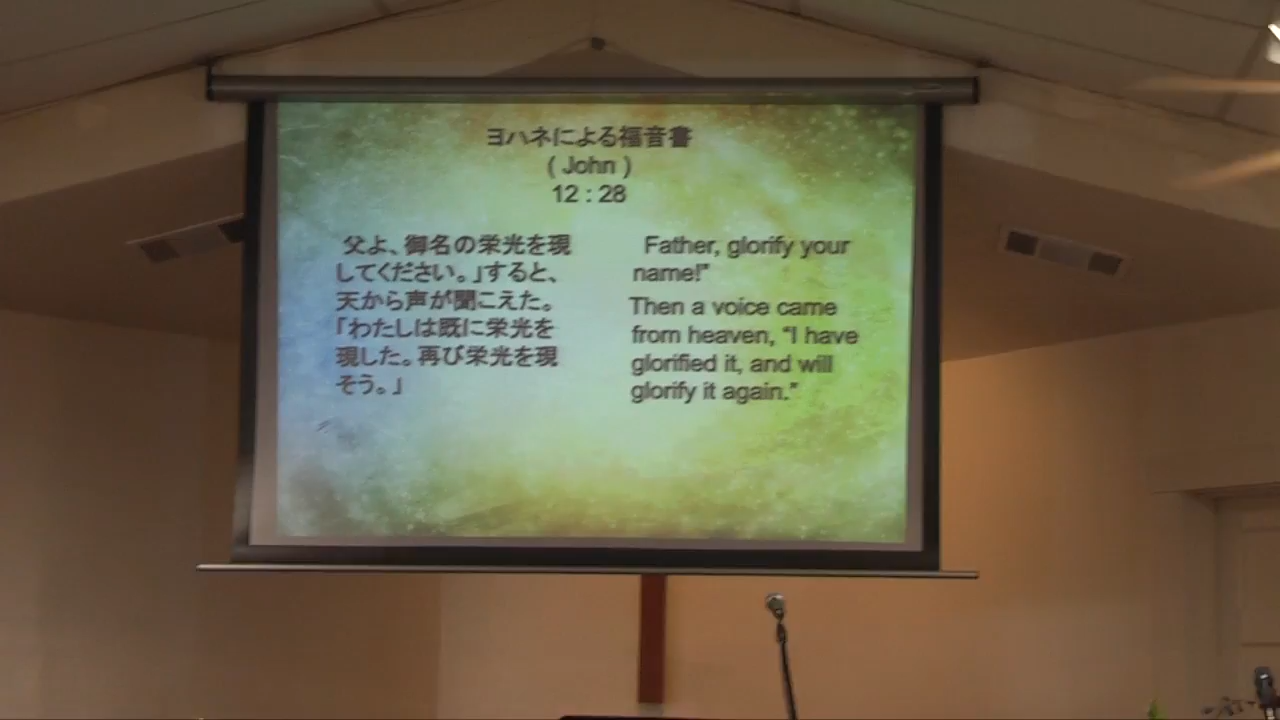 ヨハネによる福音書
( John )
12 : 28
父よ、御名の栄光を現
してください。」すると、
天から声が聞こえた。
「わたしは既に栄光を
現した。再び栄光を現
そう。」
Father, glorify your
name!”
Then a voice came
from heaven, “I have
glorified it, and will
glorify it again.”